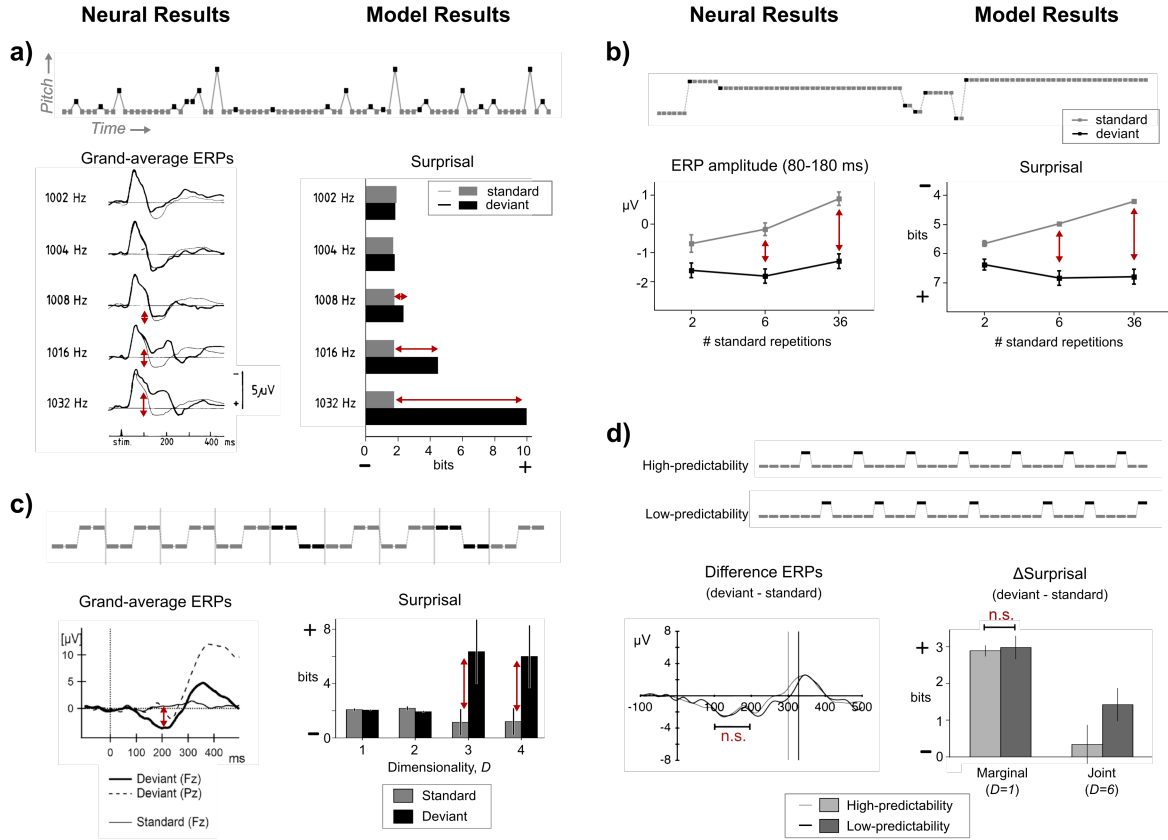 Neural Results
Model Results
Neural Results
Model Results
a)
Pitch
Time
Grand-average ERPs
1002 Hz
1004 Hz
1008 Hz
1016 Hz
1032 Hz
stim. 200 400 ms
−
5µV
+
Surprisal
standard
deviant
1002 Hz
1004 Hz
1008 Hz
1016 Hz
1032 Hz
0 2 4 6 8 10
− bits +
b)
standard
deviant
ERP amplitude (80-180 ms)
µV
1
0
-1
-2
2 6 36
# standard repetitions
Surprisal
−
bits
+
4
5
6
7
2 6 36
# standard repetitions
c)
Grand-average ERPs
[µV]
10
5
0
0 200 400
ms
Deviant (Fz)
Deviant (Pz)
Standard (Fz)
Surprisal
+
bits
−
8
4
0
1 2 3 4
Dimensionality, D
Standard
Deviant
d)
High-predictability
Low-predictability
Difference ERPs
(deviant - standard)
µV
8
4
-4
-8
-100 100 200 300 400 500
n.s.
ΔSurprisal
(deviant - standard)
n.s.
+
bits
−
3
2
1
0
Marginal
(D=1)
Joint
(D=6)
High-predictability
Low-predictability